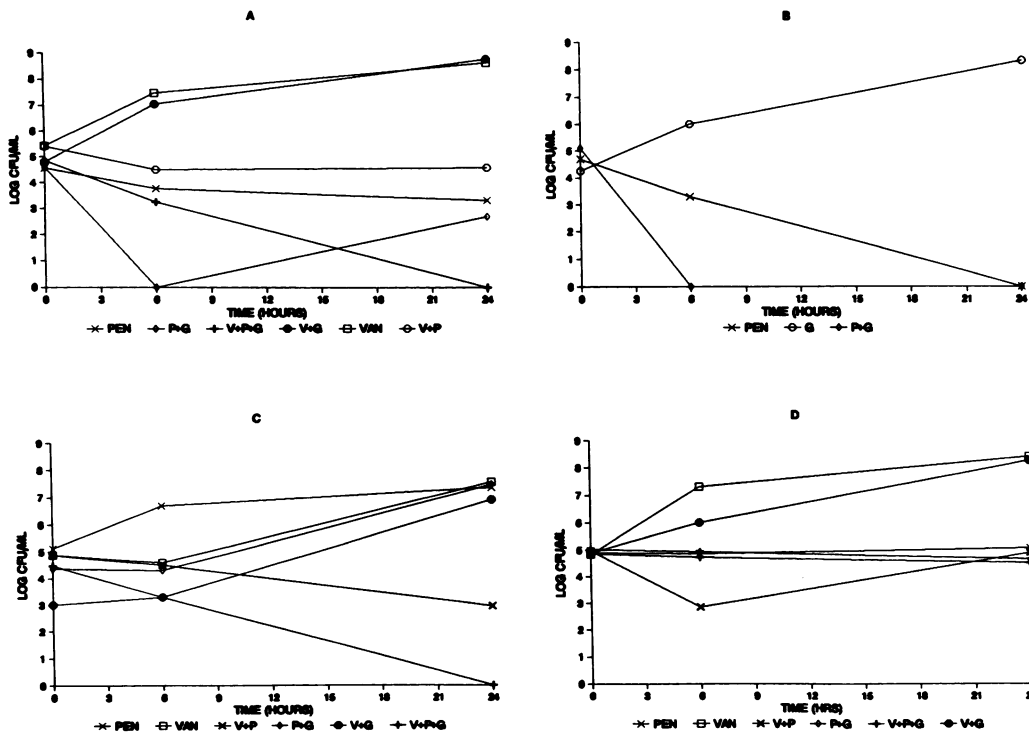 A
B
LOG CFU/ML
9
8
7
6
5
4
3
2
1
0
0 3 6 9 12 15 18 21 24
TIME (HOURS)
PEN P+G V+P+G V+G VAN V+P
LOG CFU/ML
9
8
7
6
5
4
3
2
1
0
0 3 6 9 12 15 18 21 24
TIME (HOURS)
PEN G P+G
C
D
LOG CFU/ML
9
8
7
6
5
4
3
2
1
0
0 3 6 9 12 15 18 21 24
TIME (HOURS)
PEN VAN V+P P+G V+G V+P+G
LOG CFU/ML
9
8
7
6
5
4
3
2
1
0
0 3 6 9 12 15 18 21
TIME (HRS)
PEN VAN V+P P+G V+P+G V+G